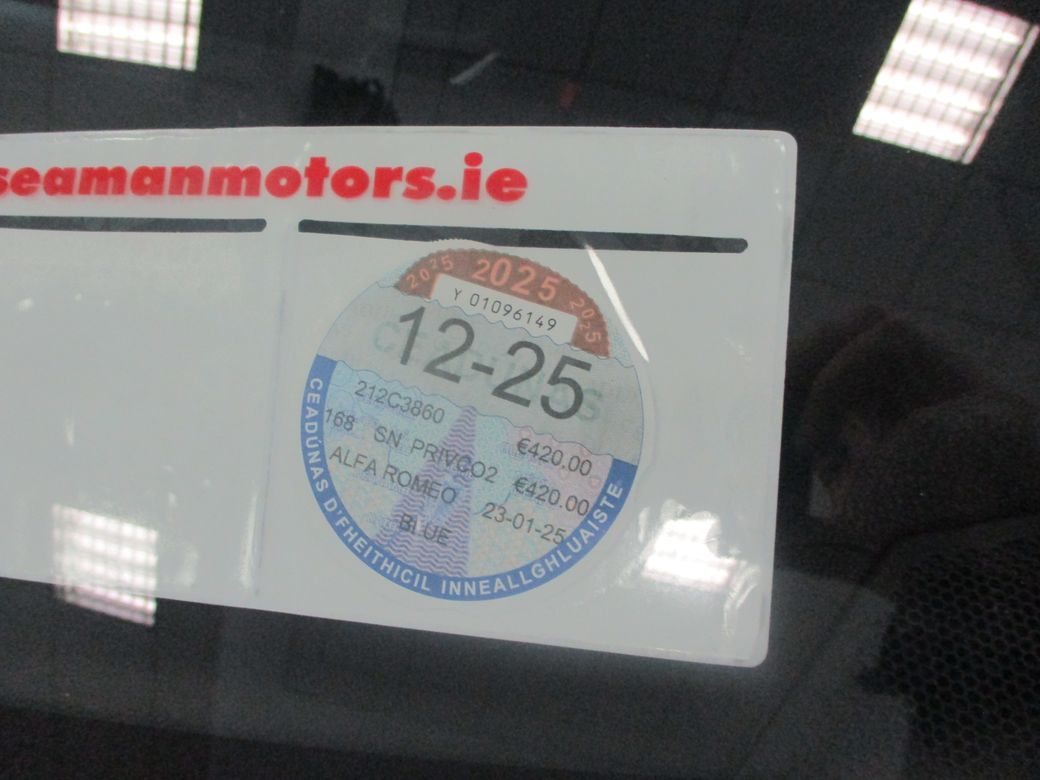 seamanmotors.ie
2025 2025 2025
Y 01096149
12-25
212C3860 €420.00
168 SN PRIVCO2 €420.00
ALFA ROMEO 23-01-25
BLUE
CEADÚNAS D'FHEITHICIL INNEALLGHLUAISTE